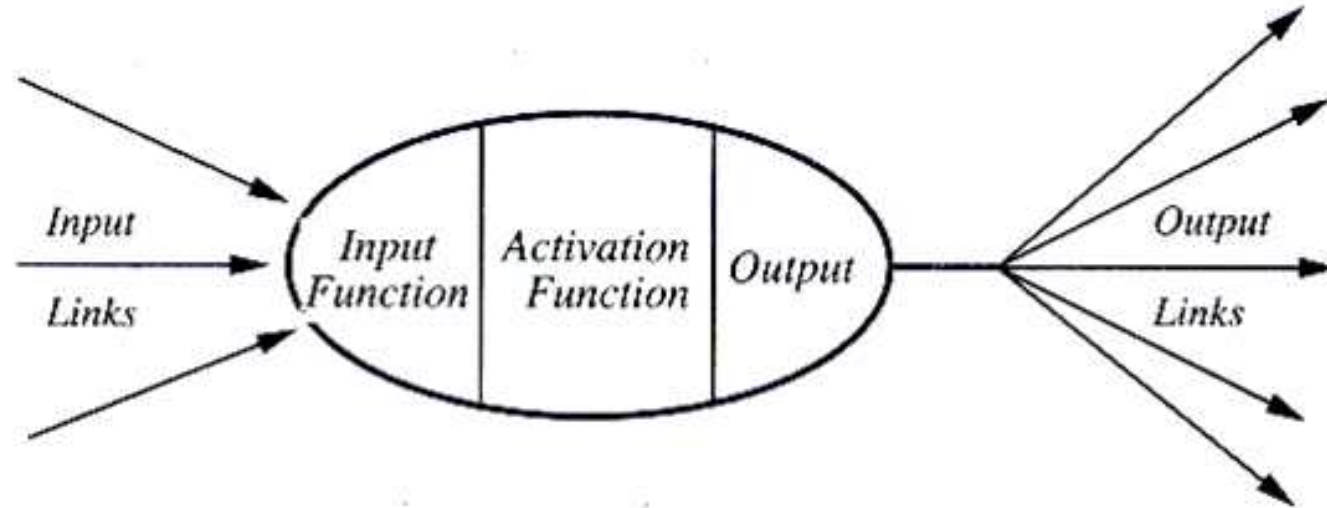 Input
Links
Input
Function
Activation
Function
Output
Output
Links